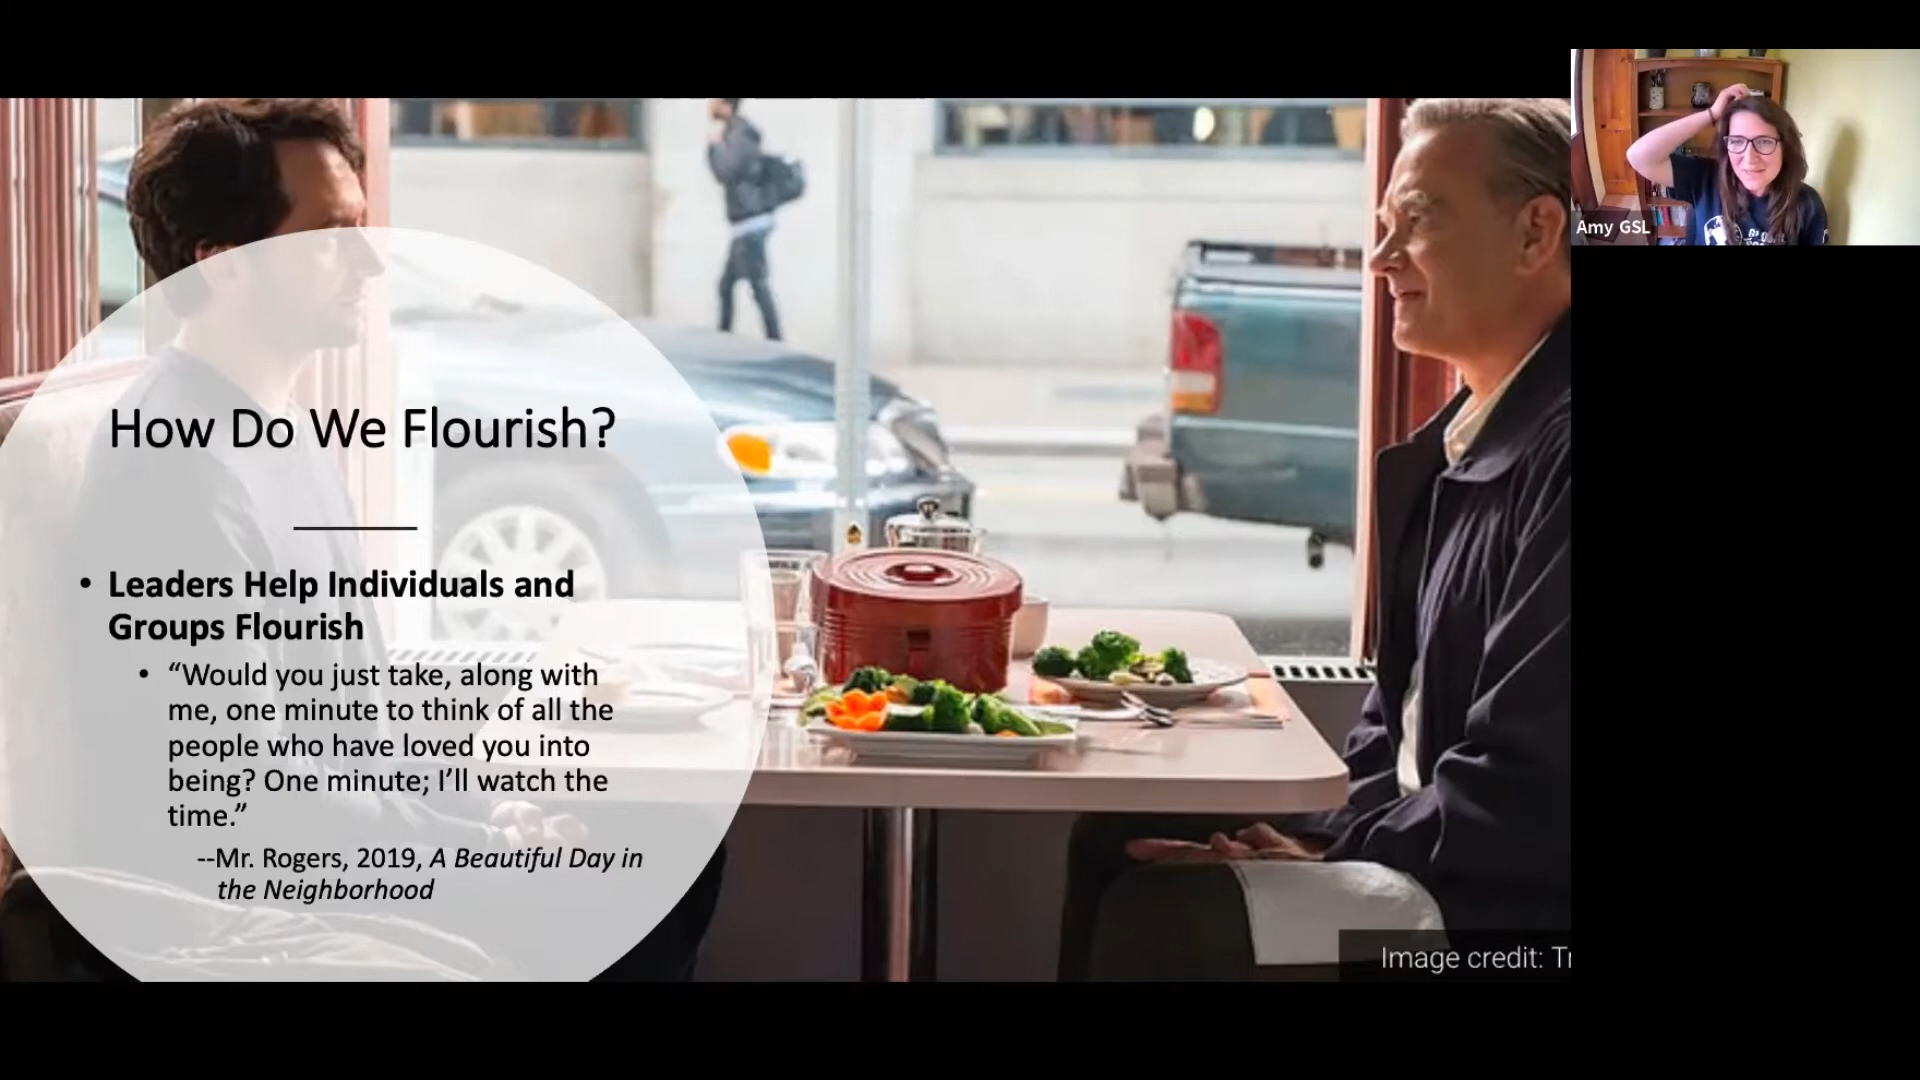 Amy GSL
How Do We Flourish?
• Leaders Help Individuals and
Groups Flourish
• “Would you just take, along with
me, one minute to think of all the
people who have loved you into
being? One minute; I’ll watch the
time.”
--Mr. Rogers, 2019, A Beautiful Day in
the Neighborhood
Image credit: